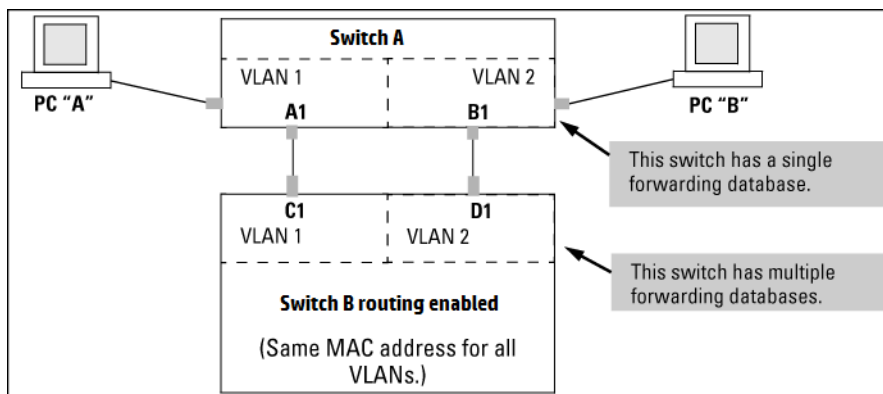 Switch A
VLAN 1
VLAN 2
PC “A”
A1
B1
PC “B”
This switch has a single
forwarding database.
C1
D1
VLAN 1
VLAN 2
This switch has multiple
forwarding databases.
Switch B routing enabled
(Same MAC address for all
VLANs.)